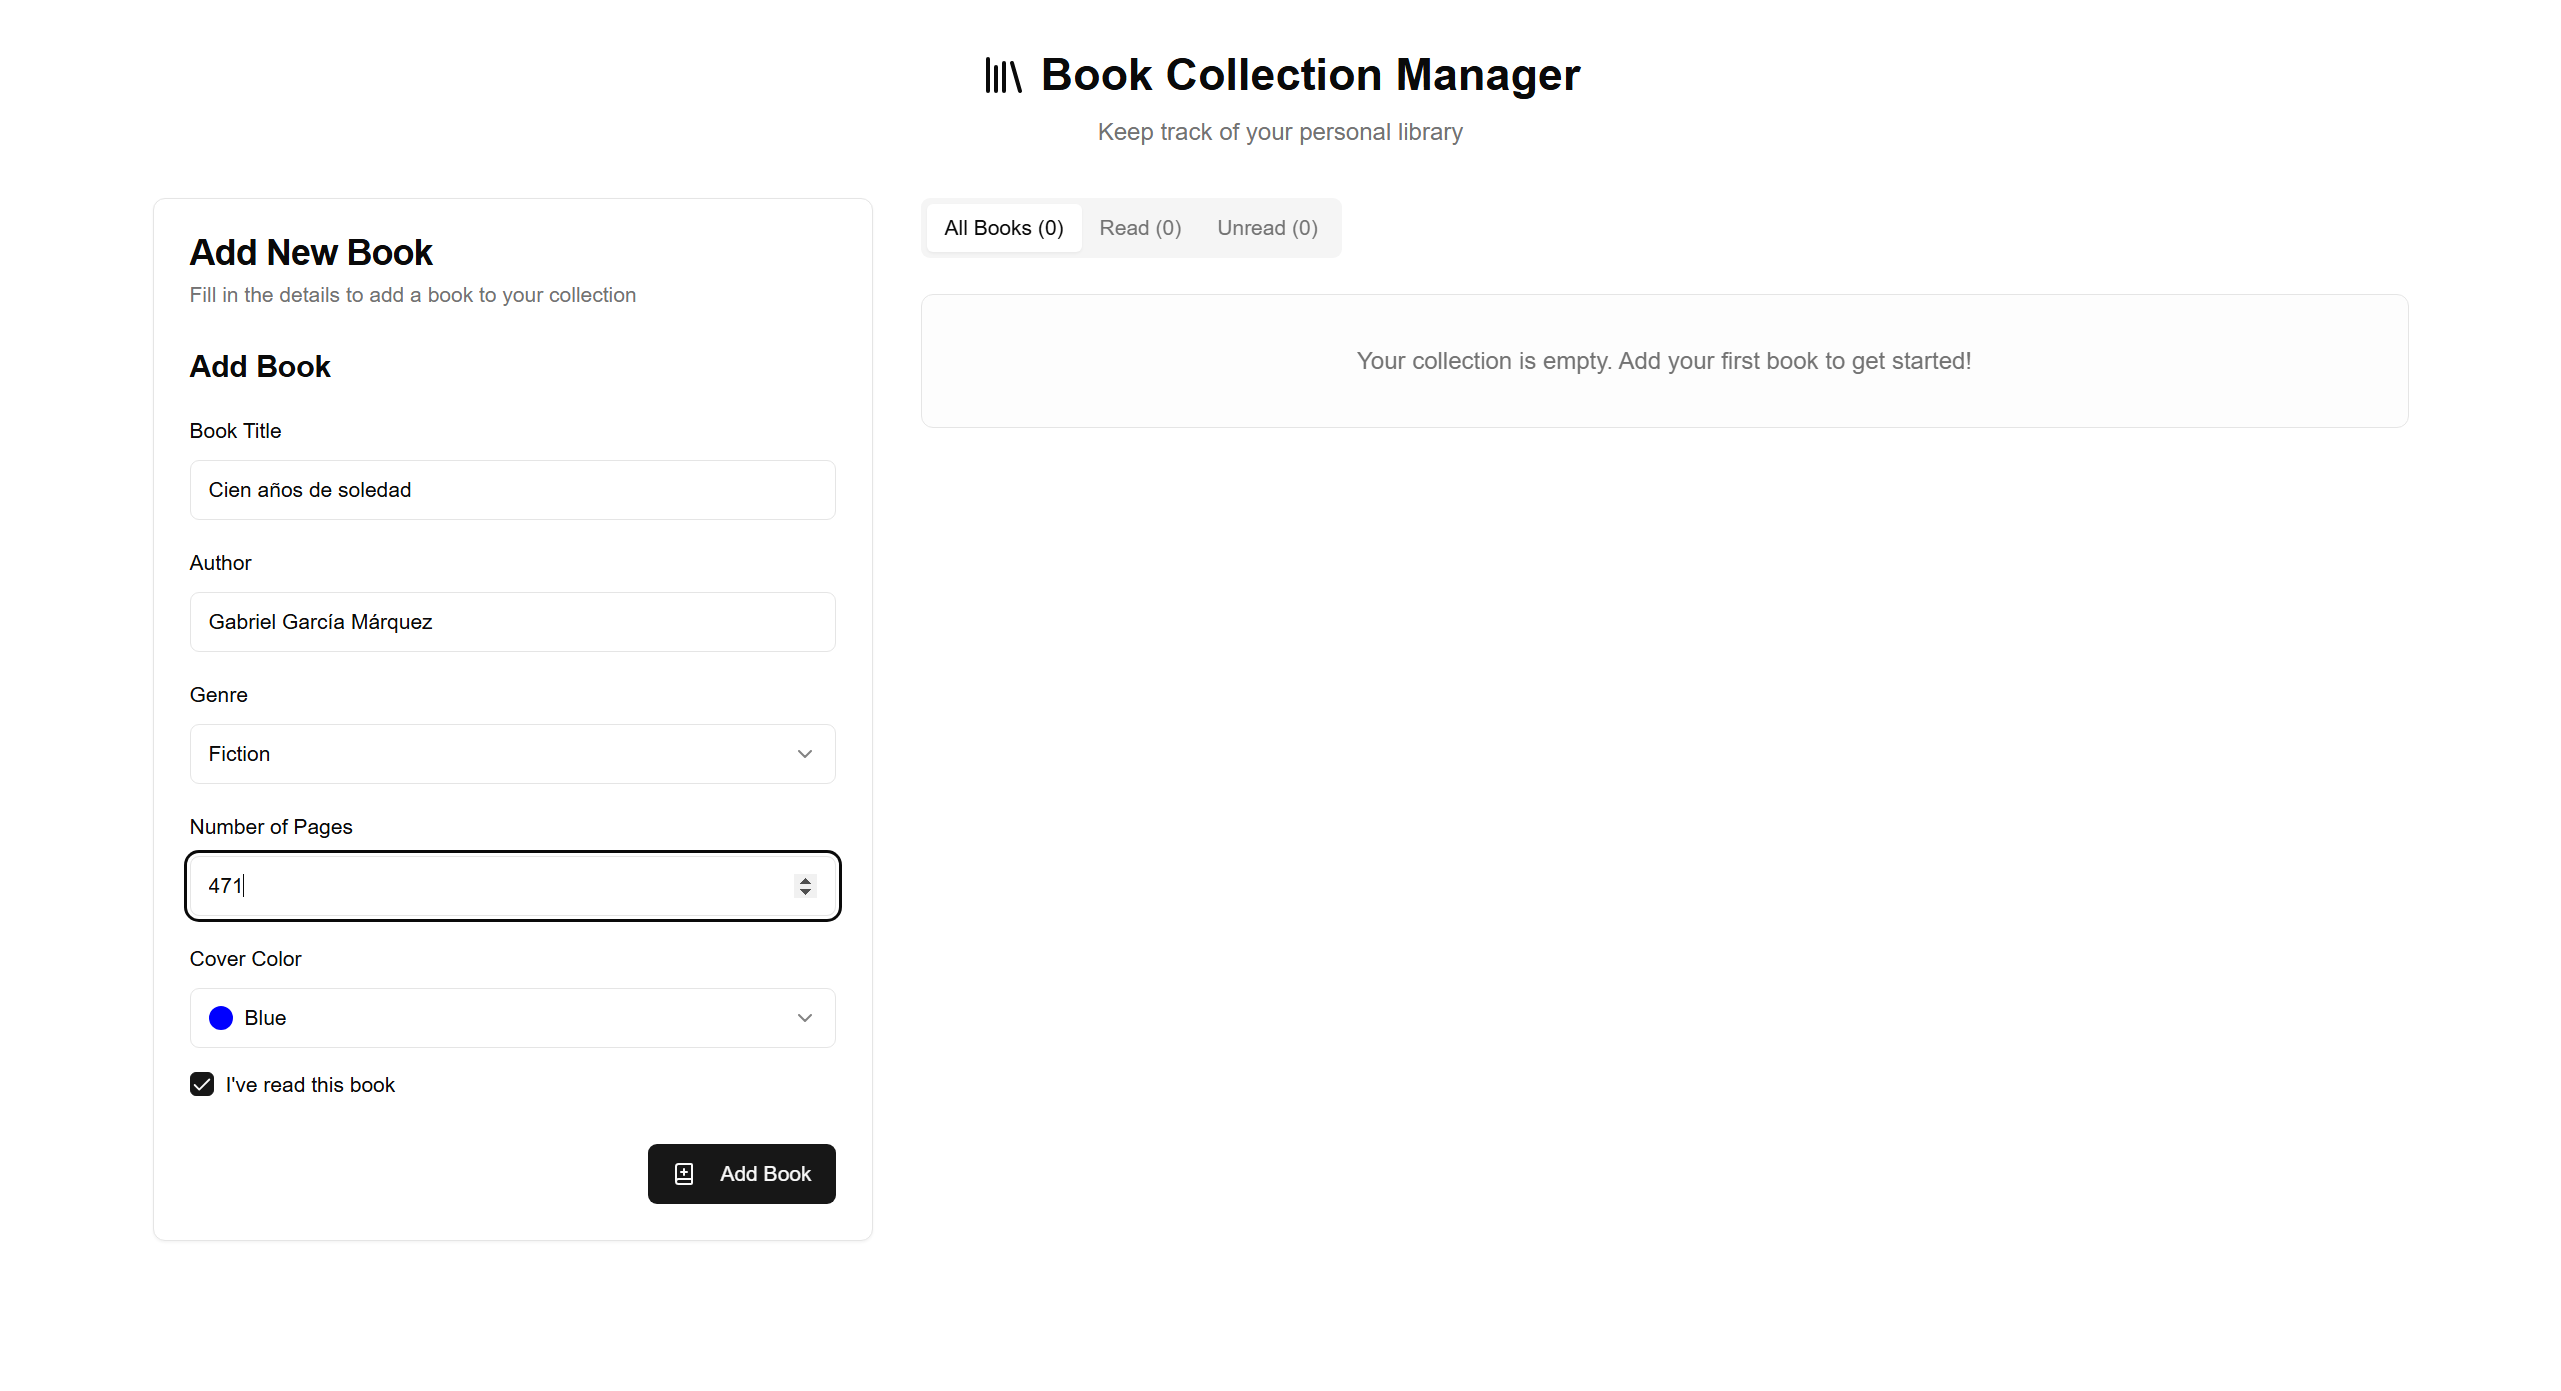 Book Collection Manager
Keep track of your personal library
Add New Book
Fill in the details to add a book to your collection
Add Book
Book Title
Cien años de soledad
Author
Gabriel García Márquez
Genre
Fiction
Number of Pages
471
Cover Color
Blue
I've read this book
Add Book
All Books (0) Read (0) Unread (0)
Your collection is empty. Add your first book to get started!